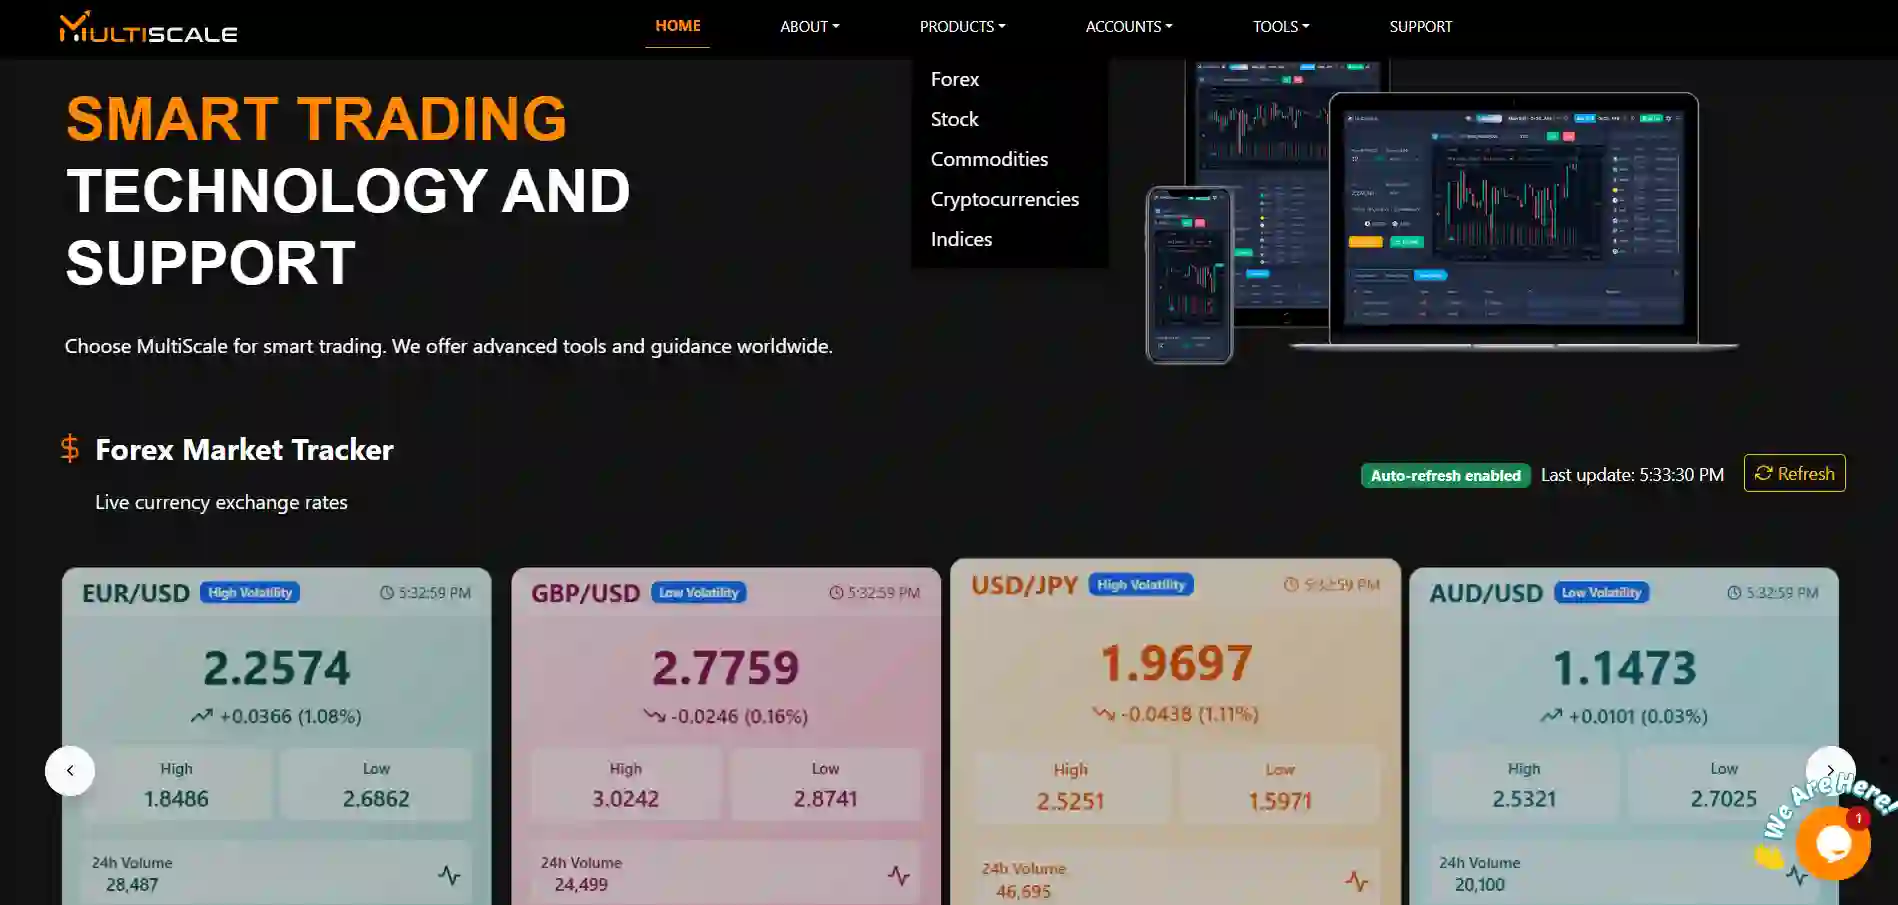 MULTISCALE
HOME
ABOUT
PRODUCTS
ACCOUNTS
TOOLS
SUPPORT
Forex
Stock
Commodities
Cryptocurrencies
Indices
SMART TRADING
TECHNOLOGY AND
SUPPORT
Choose MultiScale for smart trading. We offer advanced tools and guidance worldwide.
$ Forex Market Tracker
Live currency exchange rates
Auto-refresh enabled
Last update: 5:33:30 PM
Refresh
EUR/USD High Volatility 5:32:59 PM
2.2574
+0.0366 (1.08%)
High Low
1.8486 2.6862
24h Volume
28,487
GBP/USD Low Volatility 5:32:59 PM
2.7759
-0.0246 (0.16%)
High Low
3.0242 2.8741
24h Volume
24,499
USD/JPY High Volatility 5:32:59 PM
1.9697
-0.0438 (1.11%)
High Low
2.5251 1.5971
24h Volume
46,695
AUD/USD Low Volatility 5:32:59 PM
1.1473
+0.0101 (0.03%)
High Low
2.5321 2.7025
24h Volume
20,100
We Are Here!
1